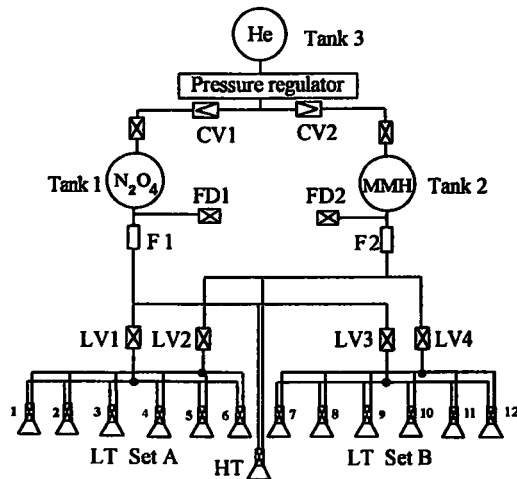 He Tank 3
Pressure regulator
CV1 CV2
Tank 1 N₂O₄ MMH Tank 2
FD1 FD2
F1 F2
LV1 LV2 LV3 LV4
1 2 3 4 5 6 7 8 9 10 11 12
LT Set A HT LT Set B